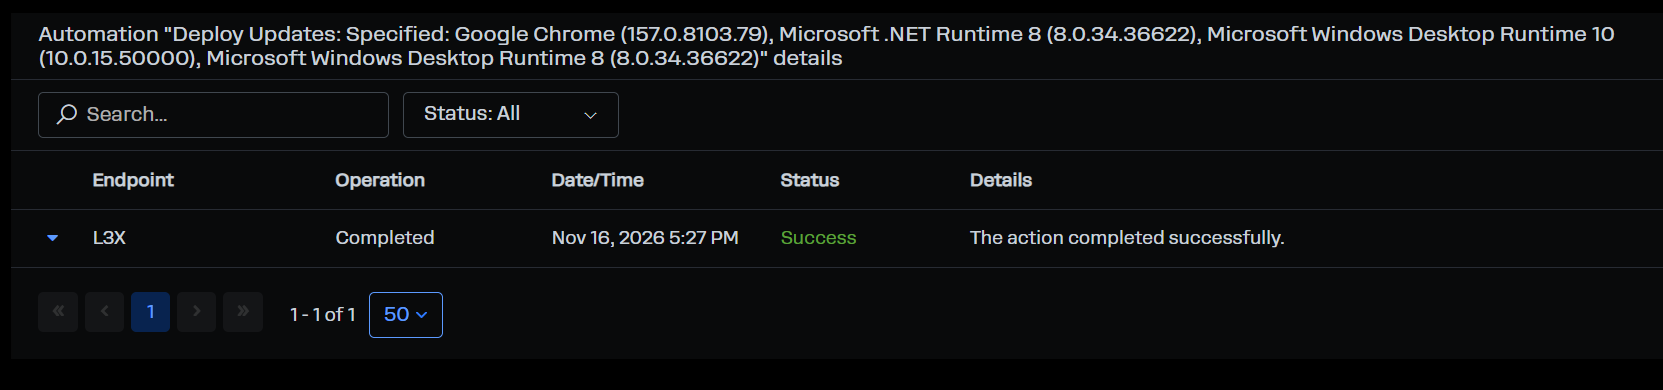 Automation "Deploy Updates: Specified: Google Chrome (157.0.8103.79), Microsoft .NET Runtime 8 (8.0.34.36622), Microsoft Windows Desktop Runtime 10
(10.0.15.50000), Microsoft Windows Desktop Runtime 8 (8.0.34.36622)" details
Search...
Status: All
Endpoint Operation Date/Time Status Details
L3X Completed Nov 16, 2026 5:27 PM Success The action completed successfully.
« ‹ 1 › » 1 - 1 of 1 50